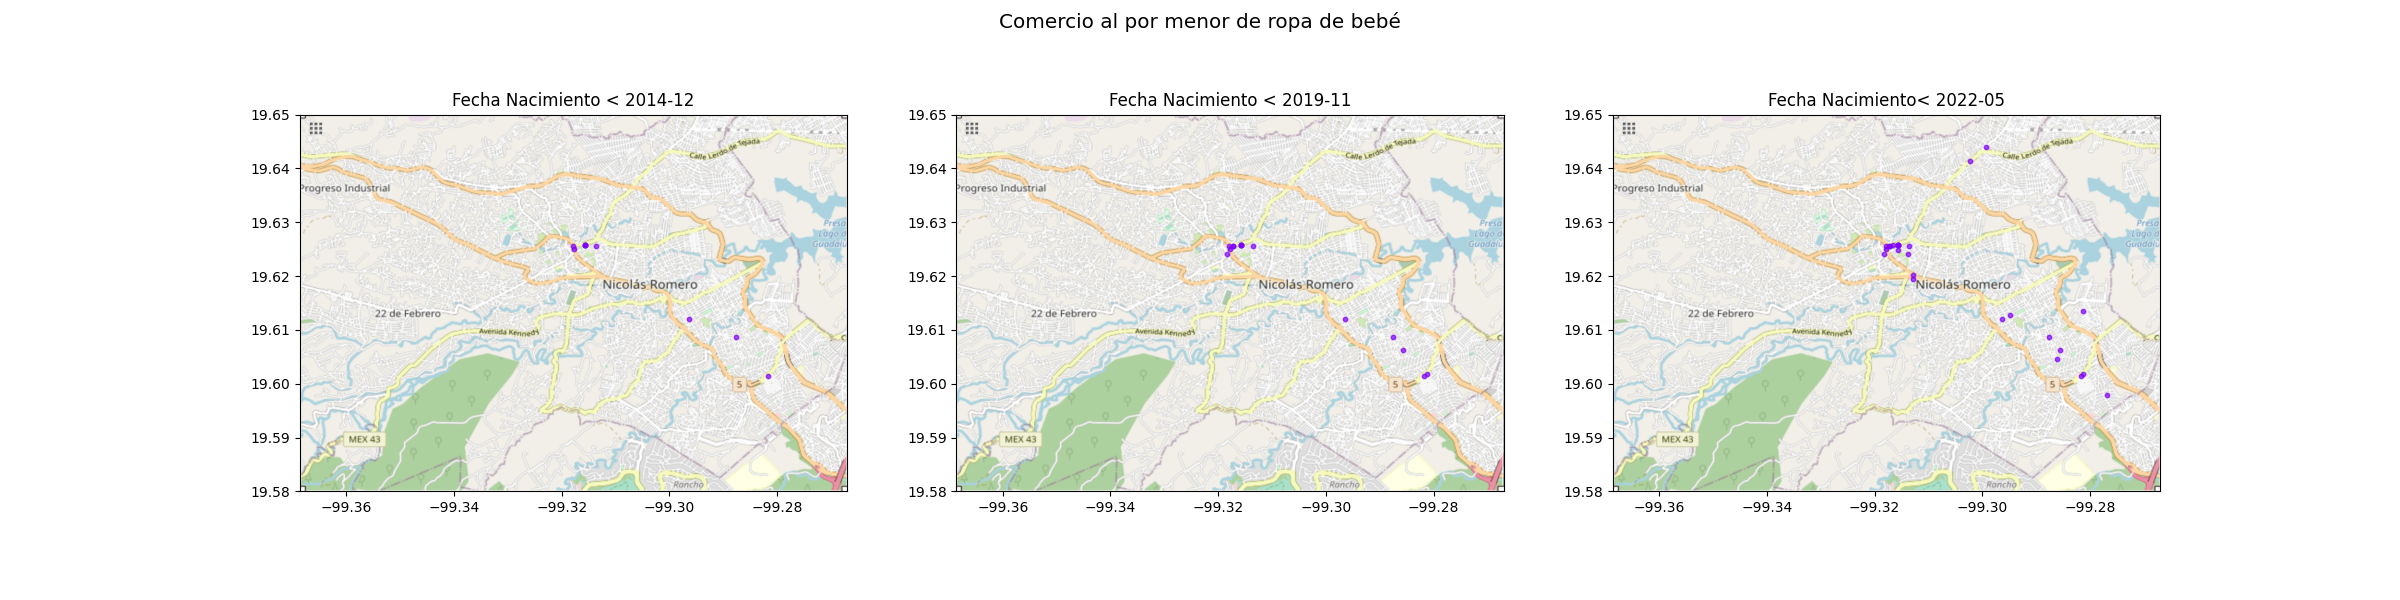 Comercio al por menor de ropa de bebé
Fecha Nacimiento < 2014-12
19.65
19.64
19.63
19.62
19.61
19.60
19.59
19.58
−99.36
−99.34
−99.32
−99.30
−99.28
Calle Lerdo de Tejada
Progreso Industrial
Presa
Lago d
Guadalu
Nicolás Romero
22 de Febrero
Avenida Kennedy
5
MEX 43
Rancho
Fecha Nacimiento < 2019-11
19.65
19.64
19.63
19.62
19.61
19.60
19.59
19.58
−99.36
−99.34
−99.32
−99.30
−99.28
Calle Lerdo de Tejada
Progreso Industrial
Presa
Lago d
Guadalu
Nicolás Romero
22 de Febrero
Avenida Kennedy
5
MEX 43
Rancho
Fecha Nacimiento< 2022-05
19.65
19.64
19.63
19.62
19.61
19.60
19.59
19.58
−99.36
−99.34
−99.32
−99.30
−99.28
Calle Lerdo de Tejada
Progreso Industrial
Presa
Lago d
Guadalu
Nicolás Romero
22 de Febrero
Avenida Kennedy
5
MEX 43
Rancho